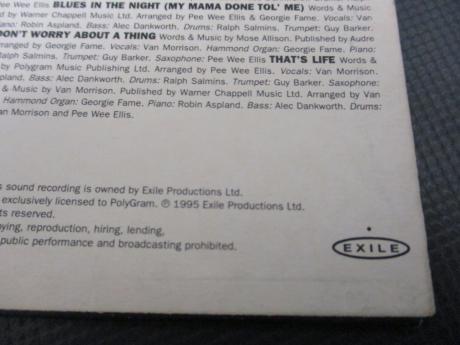 Pee Wee Ellis BLUES IN THE NIGHT (MY MAMA DONE TOL' ME) Words & Music
d by Warner Chappell Music Ltd. Arranged by Pee Wee Ellis & Georgie Fame. Vocals: Van
Piano: Robin Aspland. Bass: Alec Dankworth. Drums: Ralph Salmins. Trumpet: Guy Barker.
DON'T WORRY ABOUT A THING Words & Music by Mose Allison. Published by Audre
rranged by Georgie Fame. Vocals: Van Morrison. Hammond Organ: Georgie Fame. Piano:
Ralph Salmins. Trumpet: Guy Barker. Saxophone: Pee Wee Ellis THAT'S LIFE Words &
by Polygram Music Publishing Ltd. Arranged by Pee Wee Ellis. Vocals: Van Morrison.
pland. Bass: Alec Dankworth. Drums: Ralph Salmins. Trumpet: Guy Barker. Saxophone:
& Music by Van Morrison. Published by Warner Chappell Music Ltd. Arranged by Van
Hammond Organ: Georgie Fame. Piano: Robin Aspland. Bass: Alec Dankworth. Drums:
an Morrison and Pee Wee Ellis.
s sound recording is owned by Exile Productions Ltd.
exclusively licensed to PolyGram. ℗ 1995 Exile Productions Ltd.
ts reserved.
ying, reproduction, hiring, lending,
public performance and broadcasting prohibited.
EXILE